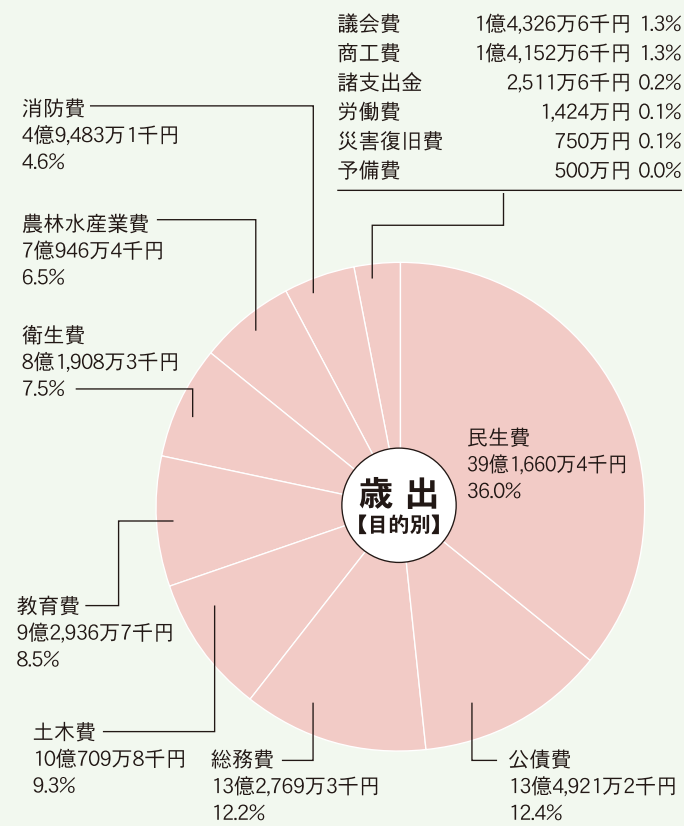 議会費 1億4,326万6千円 1.3%
商工費 1億4,152万6千円 1.3%
諸支出金 2,511万6千円 0.2%
労働費 1,424万円 0.1%
災害復旧費 750万円 0.1%
予備費 500万円 0.0%
消防費
4億9,483万1千円
4.6%
農林水産業費
7億946万4千円
6.5%
衛生費
8億1,908万3千円
7.5%
民生費
39億1,660万4千円
36.0%
歳出
【目的別】
教育費
9億2,936万7千円
8.5%
土木費
10億709万8千円
9.3%
総務費
13億2,769万3千円
12.2%
公債費
13億4,921万2千円
12.4%